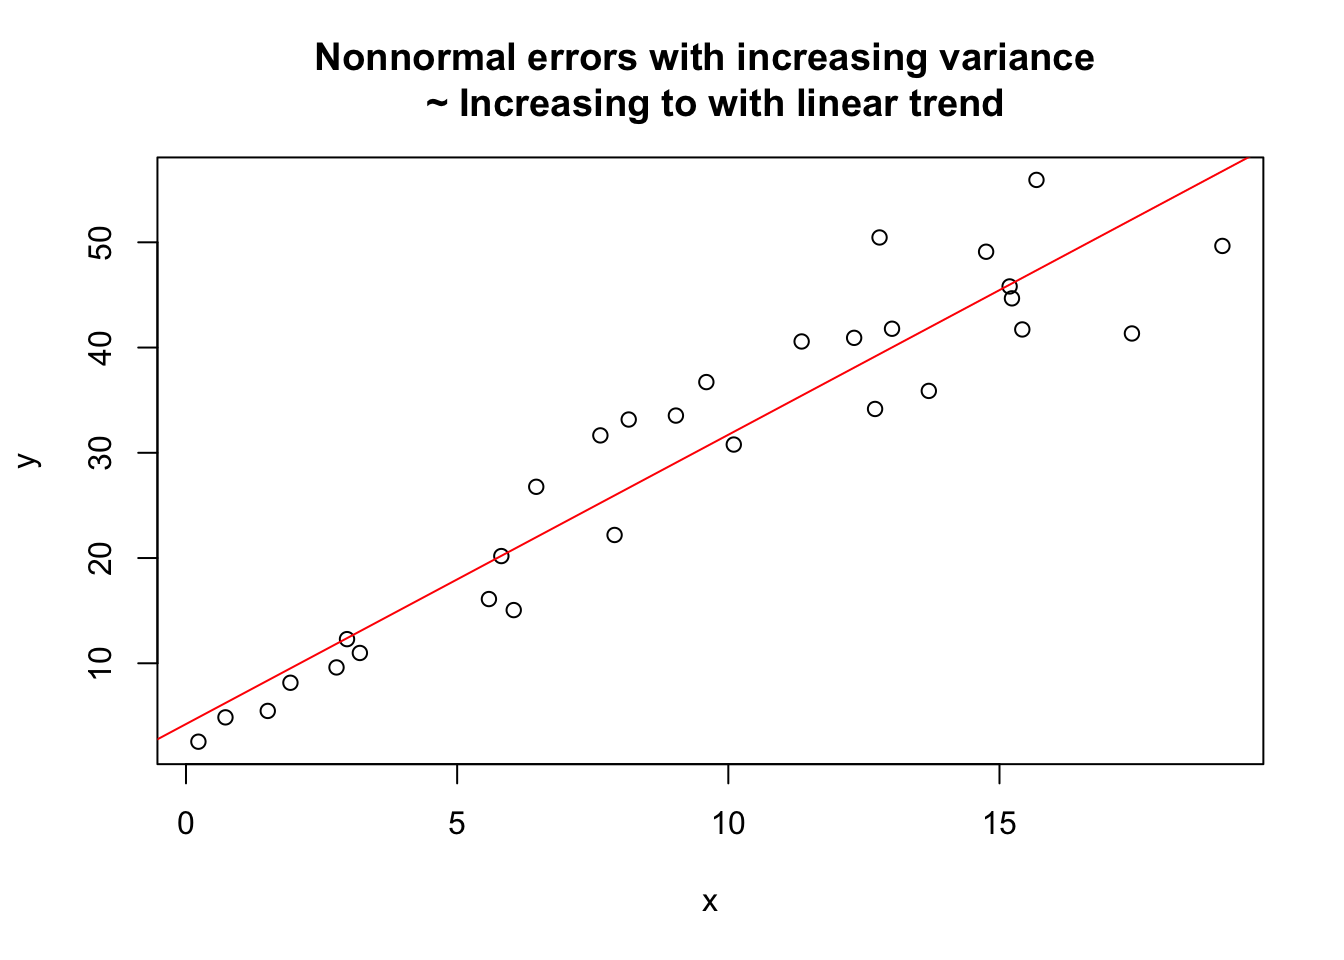 Nonnormal errors with increasing variance
~ Increasing to with linear trend
50
40
30
20
10
y
0 5 10 15
x